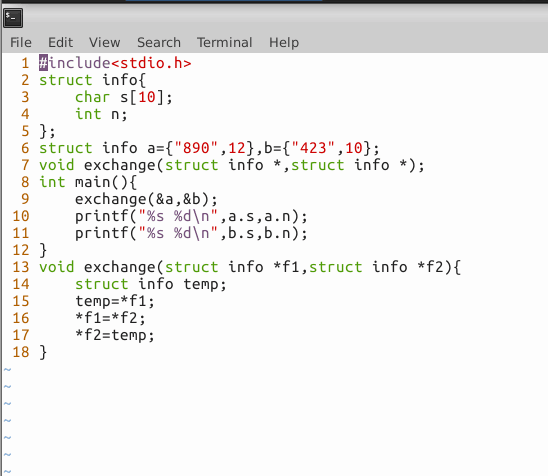 File Edit View Search Terminal Help
1 #include<stdio.h>
2 struct info{
3     char s[10];
4     int n;
5 };
6 struct info a={"890",12},b={"423",10};
7 void exchange(struct info *,struct info *);
8 int main(){
9     exchange(&a,&b);
10     printf("%s %d\n",a.s,a.n);
11     printf("%s %d\n",b.s,b.n);
12 }
13 void exchange(struct info *f1,struct info *f2){
14     struct info temp;
15     temp=*f1;
16     *f1=*f2;
17     *f2=temp;
18 }
~
~
~
~
~
~
~